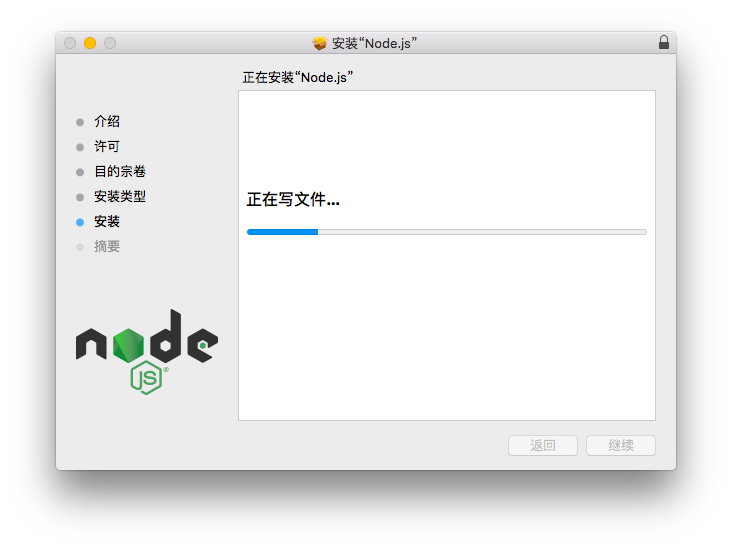 安装“Node.js”
正在安装“Node.js”
介绍
许可
目的宗卷
安装类型
安装
摘要
正在写文件...
node
JS®
返回
继续